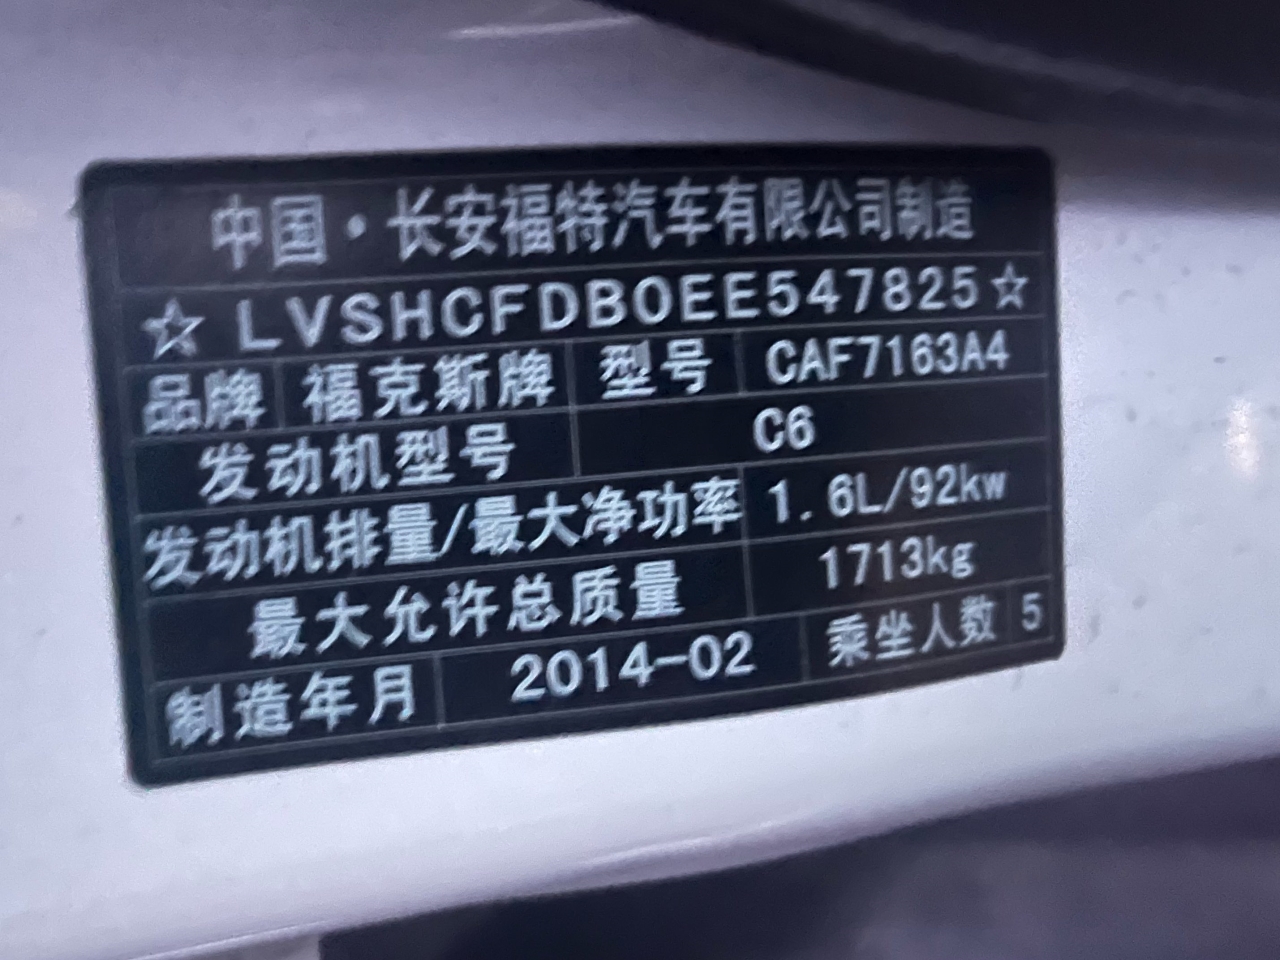 中国·长安福特汽车有限公司制造
☆LVSHCFDB0EE547825☆
品牌 福克斯牌 型号 CAF7163A4
发动机型号 C6
发动机排量/最大净功率 1.6L/92kw
最大允许总质量 1713kg
制造年月 2014-02 乘坐人数 5